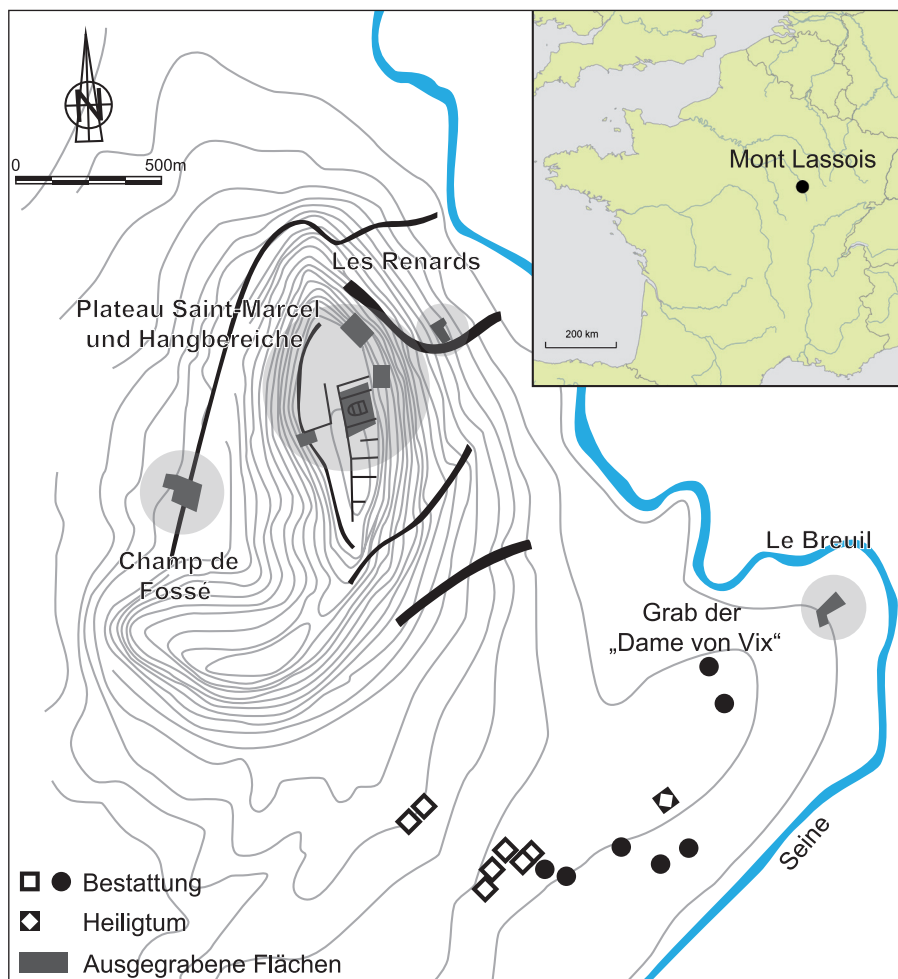 N
0 500m
Mont Lassois
200 km
Les Renards
Plateau Saint-Marcel
und Hangbereiche
Champ de
Fossé
Le Breuil
Grab der
„Dame von Vix“
Seine
Bestattung
Heiligtum
Ausgegrabene Flächen